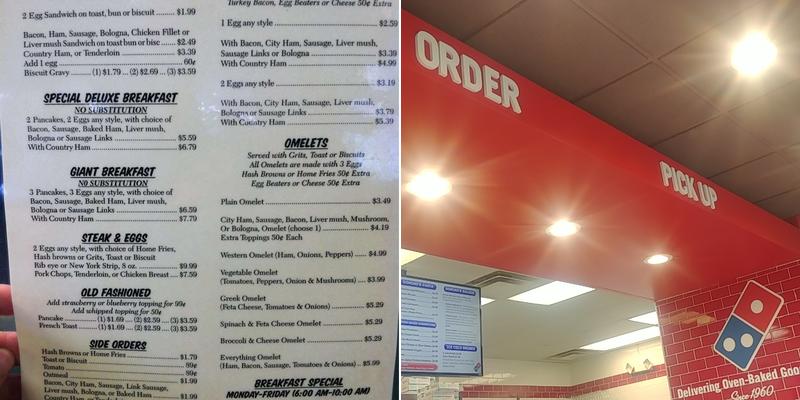 2 Egg Sandwich on toast, bun or biscuit ...... $1.99
Bacon, Ham, Sausage, Bologna, Chicken Fillet or
Liver mush Sandwich on toast bun or bisc ...... $2.49
Country Ham, or Tenderloin ...... $3.39
Add 1 egg ...... 60¢
Biscuit Gravy ...... (1) $1.79 ... (2) $2.69 ... (3) $3.59
SPECIAL DELUXE BREAKFAST
NO SUBSTITUTION
2 Pancakes, 2 Eggs any style, with choice of
Bacon, Sausage, Baked Ham, Liver mush,
Bologna or Sausage Links ...... $5.59
With Country Ham ...... $6.79
GIANT BREAKFAST
NO SUBSTITUTION
3 Pancakes, 3 Eggs any style, with choice of
Bacon, Sausage, Baked Ham, Liver mush,
Bologna or Sausage Links ...... $6.59
With Country Ham ...... $7.79
STEAK & EGGS
2 Eggs any style, with choice of Home Fries,
Hash browns or Grits, Toast or Biscuit
Rib eye or New York Strip, 8 oz. ...... $9.99
Pork Chops, Tenderloin, or Chicken Breast .... $7.59
OLD FASHIONED
Add strawberry or blueberry topping for 99¢
Add whipped topping for 50¢
Pancake ...... (1) $1.69 ... (2) $2.59 ... (3) $3.59
French Toast ...... (1) $1.69 ... (2) $2.59 ... (3) $3.59
SIDE ORDERS
Hash Browns or Home Fries ...... $1.79
Toast or Biscuit ...... 89¢
Tomato ...... 89¢
Oatmeal ...... $1.99
Bacon, City Ham, Sausage, Link Sausage,
Liver mush, Bologna, or Baked Ham ...... $1.99
Country Ham, or Tenderloin
Turkey Bacon, Egg Beaters or Cheese 50¢ Extra
1 Egg any style ...... $2.59
With Bacon, City Ham, Sausage, Liver mush,
Sausage Links or Bologna ...... $3.39
With Country Ham ...... $4.99
2 Eggs any style ...... $3.19
With Bacon, City Ham, Sausage, Liver mush,
Bologna or Sausage Links ...... $3.79
With Country Ham ...... $5.39
OMELETS
Served with Grits, Toast or Biscuits
All Omelets are made with 3 Eggs
Hash Browns or Home Fries 50¢ Extra
Egg Beaters or Cheese 50¢ Extra
Plain Omelet ...... $3.49
City Ham, Sausage, Bacon, Liver mush, Mushroom,
Or Bologna, Omelet (choose 1) ...... $4.19
Extra Toppings 50¢ Each
Western Omelet (Ham, Onions, Peppers) ...... $4.99
Vegetable Omelet
(Tomatoes, Peppers, Onion & Mushrooms) .... $3.99
Greek Omelet
(Feta Cheese, Tomatoes & Onions) ...... $5.29
Spinach & Feta Cheese Omelet ...... $5.29
Broccoli & Cheese Omelet ...... $5.29
Everything Omelet
(Ham, Bacon, Sausage, Tomatoes & Onions) .. $5.99
BREAKFAST SPECIAL
MONDAY-FRIDAY (6:00 AM-10:00 AM)
ORDER
PICK UP
Delivering Oven-Baked Goo
Since 1960